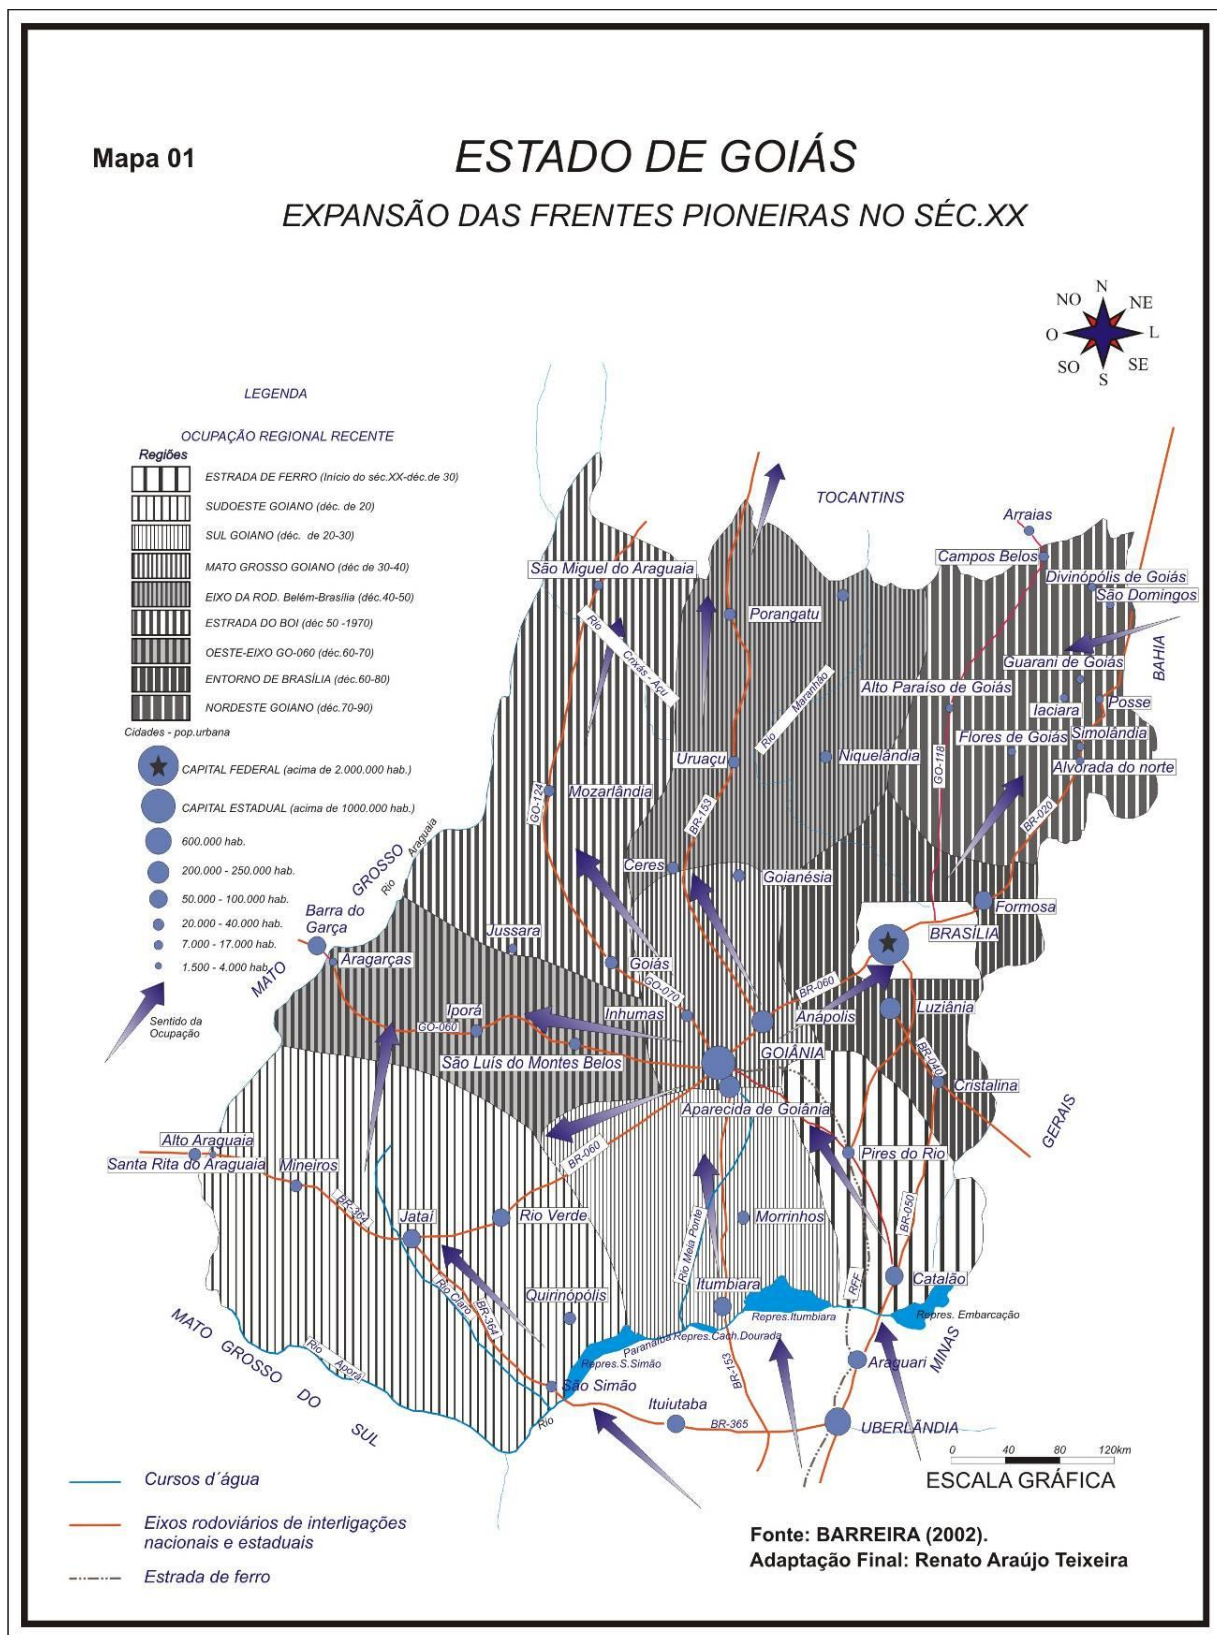 Mapa 01
ESTADO DE GOIÁS
EXPANSÃO DAS FRENTES PIONEIRAS NO SÉC.XX
N
NO
NE
O
L
SO
SE
S
LEGENDA
OCUPAÇÃO REGIONAL RECENTE
Regiões
ESTRADA DE FERRO (Início do séc.XX-déc.de 30)
SUDOESTE GOIANO (déc. de 20)
SUL GOIANO (déc. de 20-30)
MATO GROSSO GOIANO (déc de 30-40)
EIXO DA ROD. Belém-Brasília (déc.40-50)
ESTRADA DO BOI (déc 50 -1970)
OESTE-EIXO GO-060 (déc.60-70)
ENTORNO DE BRASÍLIA (déc.60-80)
NORDESTE GOIANO (déc.70-90)
Cidades - pop.urbana
CAPITAL FEDERAL (acima de 2.000.000 hab.)
CAPITAL ESTADUAL (acima de 1000.000 hab.)
600.000 hab.
200.000 - 250.000 hab.
50.000 - 100.000 hab.
20.000 - 40.000 hab.
7.000 - 17.000 hab.
1.500 - 4.000 hab
Sentido da
Ocupação
TOCANTINS
Arraias
Campos Belos
Divinópólis de Goiás
São Domingos
BAHIA
Guarani de Goiás
Iaciara
Posse
Alto Paraíso de Goiás
Flores de Goiás
Simolândia
Alvorada do norte
GO-118
BR-020
São Miguel do Araguaia
Rio
Crixás - Açu
Porangatu
Rio
Maranhão
Uruaçu
Niquelândia
BR-153
GO-124
Mozarlândia
Ceres
Goianésia
MATO
GROSSO
Rio
Araguaia
Barra do
Garça
Aragarças
Jussara
Goiás
GO-070
Formosa
BRASÍLIA
BR-060
Luziânia
Anápolis
Inhumas
Iporá
GO-060
São Luís do Montes Belos
GOIÂNIA
BR-040
Cristalina
Aparecida de Goiânia
GERAIS
Alto Araguaia
Santa Rita do Araguaia
Mineiros
BR-364
Jataí
Rio Verde
BR-060
Pires do Rio
BR-050
Morrinhos
Rio Meia Ponte
Itumbiara
RFF
Catalão
Quirinópolis
Rio Claro
BR-364
Repres.Itumbiara
Repres. Embarcação
Paranaíba
Repres.Cach.Dourada
Repres.S.Simão
MATO GROSSO DO SUL
Rio
Aporá
São Simão
Rio
Ituiutaba
BR-365
BR-153
Araguari
MINAS
UBERLÂNDIA
0 40 80 120km
ESCALA GRÁFICA
Cursos d´água
Eixos rodoviários de interligações
nacionais e estaduais
Estrada de ferro
Fonte: BARREIRA (2002).
Adaptação Final: Renato Araújo Teixeira